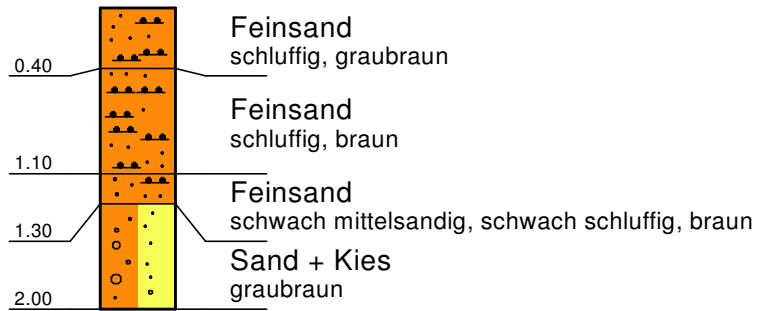 Feinsand
schluffig, graubraun
0.40
Feinsand
schluffig, braun
1.10
Feinsand
schwach mittelsandig, schwach schluffig, braun
1.30
Sand + Kies
graubraun
2.00